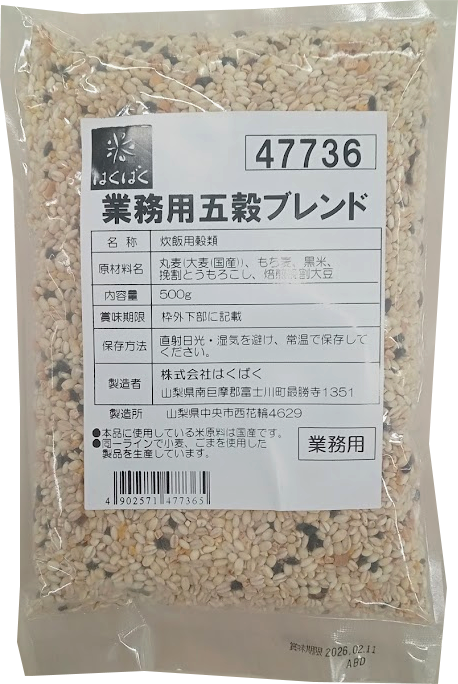 はくばく
47736
業務用五穀ブレンド
名 称 炊飯用穀類
原材料名 丸麦(大麦(国産))、もち麦、黒米、
挽割とうもろこし、焙煎挽割大豆
内容量 500g
賞味期限 枠外下部に記載
保存方法 直射日光・湿気を避け、常温で保存して
ください。
製造者 株式会社はくばく
山梨県南巨摩郡富士川町最勝寺1351
製造所 山梨県中央市西花輪4629
●本品に使用している米原料は国産です。
●同一ラインで小麦、ごまを使用した
製品を生産しています。
業務用
4 902571 477365
賞味期限 2026.02.11
ABD